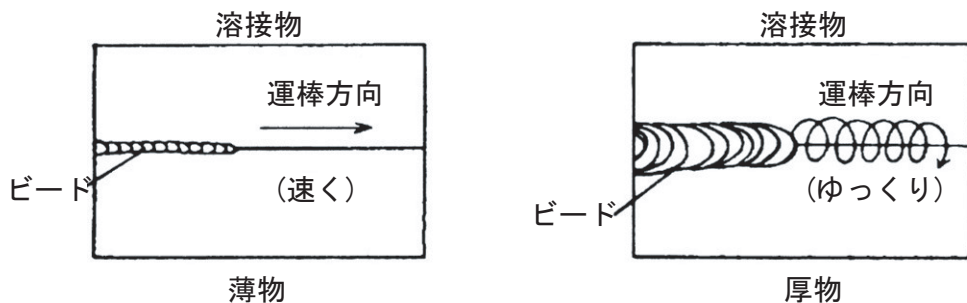 溶接物
運棒方向
ビード
(速く)
薄物
溶接物
運棒方向
ビード
(ゆっくり)
厚物